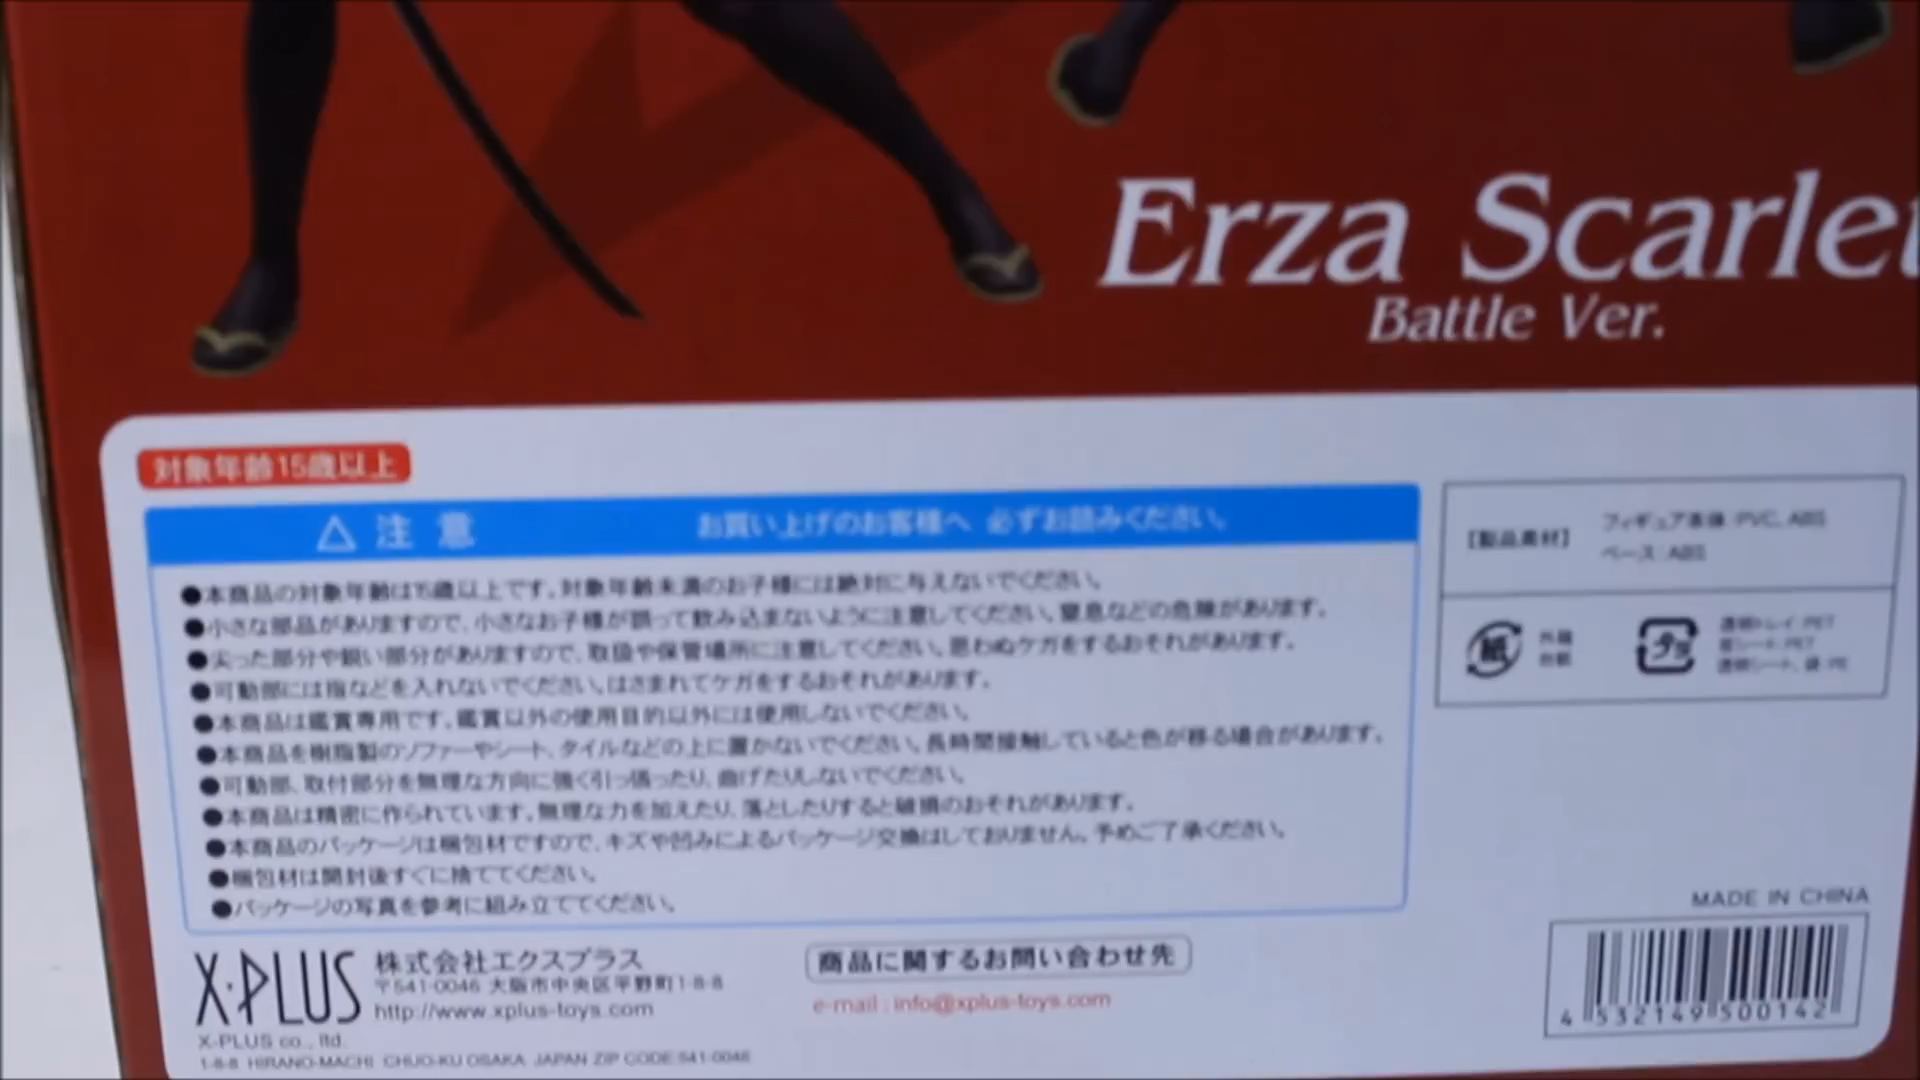 Erza Scarlet
Battle Ver.
対象年齢15歳以上
注意 お買い上げのお客様へ 必ずお読みください。
●本商品の対象年齢は15歳以上です。対象年齢未満のお子様には絶対に与えないでください。
●小さな部品がありますので、小さなお子様が誤って飲み込まないように注意してください。窒息などの危険があります。
●尖った部分や鋭い部分がありますので、取扱や保管場所に注意してください。思わぬケガをするおそれがあります。
●可動部には指などを入れないでください。はさまれてケガをするおそれがあります。
●本商品は鑑賞専用です。鑑賞以外の使用目的以外には使用しないでください。
●本商品を樹脂製のソファーやシート、タイルなどの上に置かないでください。長時間接触していると色が移る場合があります。
●可動部、取付部分を無理な方向に強く引っ張ったり、曲げたりしないでください。
●本商品は精密に作られています。無理な力を加えたり、落としたりすると破損のおそれがあります。
●本商品のパッケージは梱包材ですので、キズや凹みによるパッケージ交換はしておりません。予めご了承ください。
●梱包材は開封後すぐに捨ててください。
●パッケージの写真を参考に組み立ててください。
【製品素材】 フィギュア本体:PVC, ABS
ベース:ABS
紙 外箱 台紙
プラ 透明トレイ:PET
MADE IN CHINA
4 532149 500142
X-PLUS 株式会社エクスプラス
〒541-0046 大阪市中央区平野町1-8-8
http://www.xplus-toys.com
X-PLUS co., ltd.
1-8-8 HIRANO-MACHI CHUO-KU OSAKA JAPAN ZIP CODE:541-0046
商品に関するお問い合わせ先
e-mail : info@xplus-toys.com